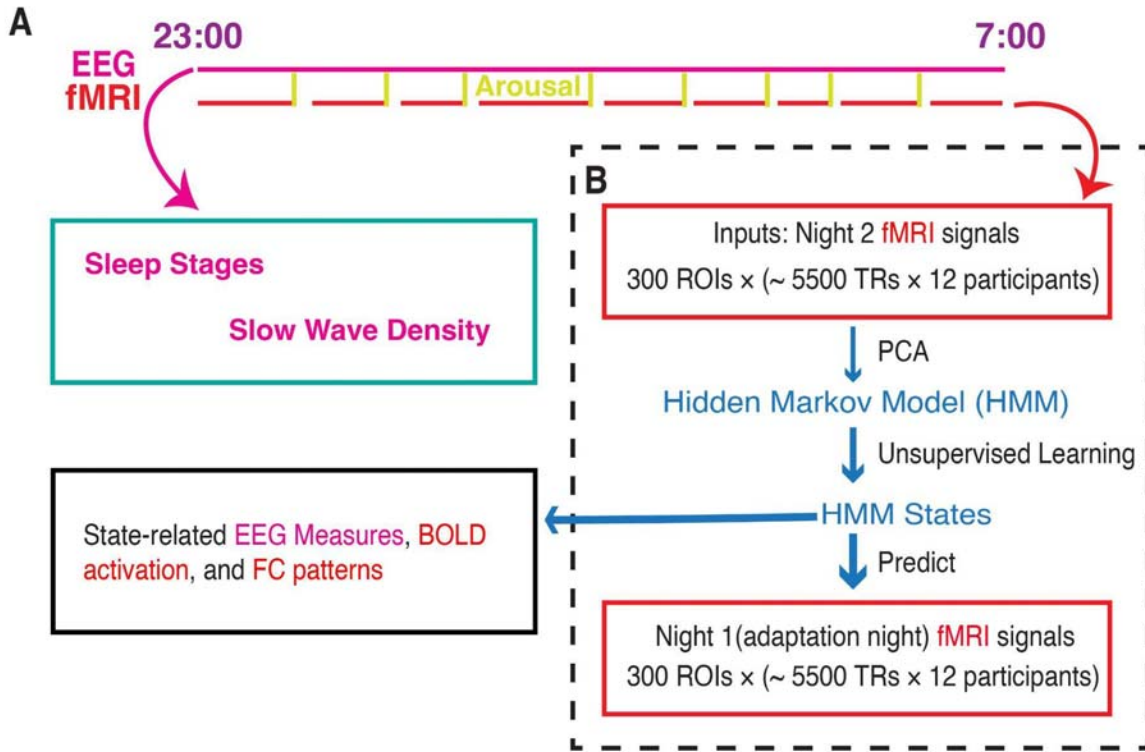 A
23:00
7:00
EEG
fMRI
Arousal
B
Inputs: Night 2 fMRI signals
300 ROIs × (~ 5500 TRs × 12 participants)
Sleep Stages
Slow Wave Density
PCA
Hidden Markov Model (HMM)
Unsupervised Learning
HMM States
State-related EEG Measures, BOLD
activation, and FC patterns
Predict
Night 1(adaptation night) fMRI signals
300 ROIs × (~ 5500 TRs × 12 participants)